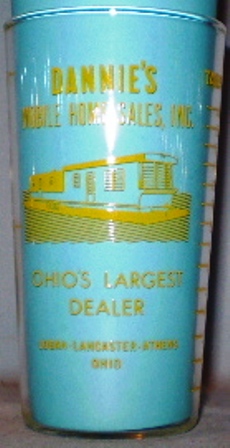 DANNIE'S
MOBILE HOME SALES, INC.
OHIO'S LARGEST
DEALER
LOGAN-LANCASTER-ATHENS
OHIO